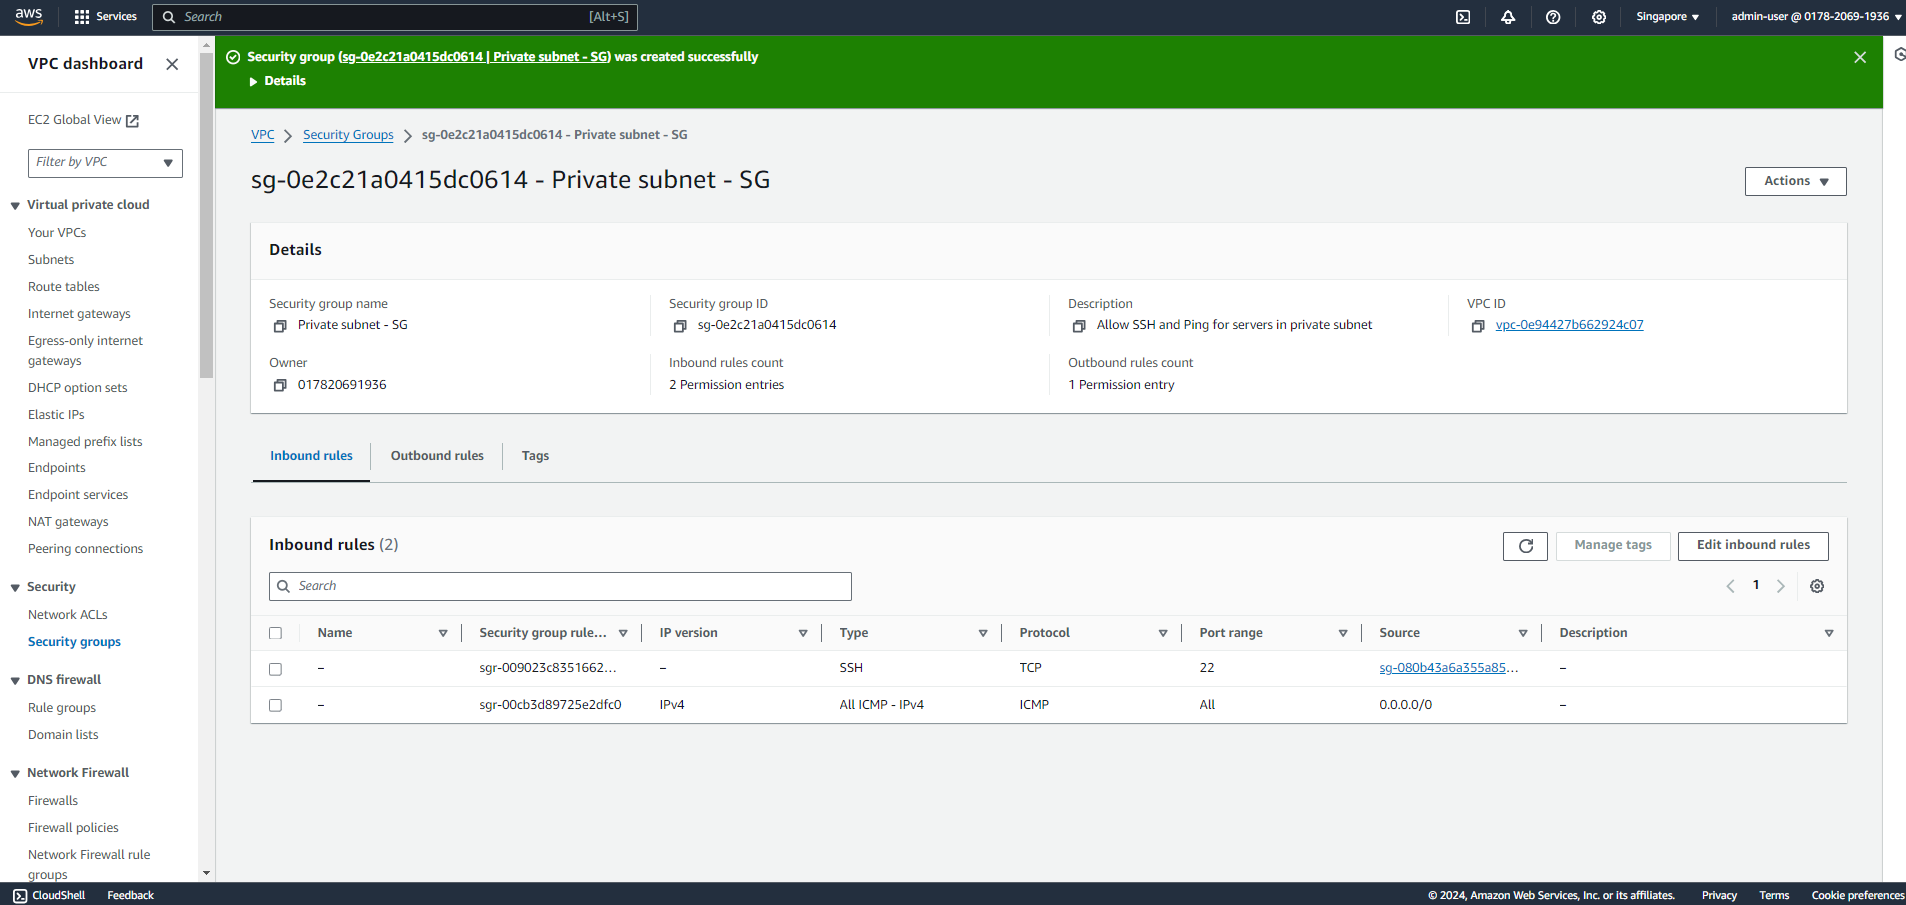 aws
Services
Search
[Alt+S]
Singapore
admin-user @ 0178-2069-1936
VPC dashboard
EC2 Global View
Filter by VPC
Virtual private cloud
Your VPCs
Subnets
Route tables
Internet gateways
Egress-only internet
gateways
DHCP option sets
Elastic IPs
Managed prefix lists
Endpoints
Endpoint services
NAT gateways
Peering connections
Security
Network ACLs
Security groups
DNS firewall
Rule groups
Domain lists
Network Firewall
Firewalls
Firewall policies
Network Firewall rule
groups
Security group (sg-0e2c21a0415dc0614 | Private subnet - SG) was created successfully
Details
VPC
Security Groups
sg-0e2c21a0415dc0614 - Private subnet - SG
sg-0e2c21a0415dc0614 - Private subnet - SG
Actions
Details
Security group name
Private subnet - SG
Security group ID
sg-0e2c21a0415dc0614
Description
Allow SSH and Ping for servers in private subnet
VPC ID
vpc-0e94427b662924c07
Owner
017820691936
Inbound rules count
2 Permission entries
Outbound rules count
1 Permission entry
Inbound rules
Outbound rules
Tags
Inbound rules (2)
Manage tags
Edit inbound rules
Search
1
Name Security group rule... IP version Type Protocol Port range Source Description
– sgr-009023c8351662... – SSH TCP 22 sg-080b43a6a355a85... –
– sgr-00cb3d89725e2dfc0 IPv4 All ICMP - IPv4 ICMP All 0.0.0.0/0 –
CloudShell
Feedback
© 2024, Amazon Web Services, Inc. or its affiliates.
Privacy
Terms
Cookie preferences